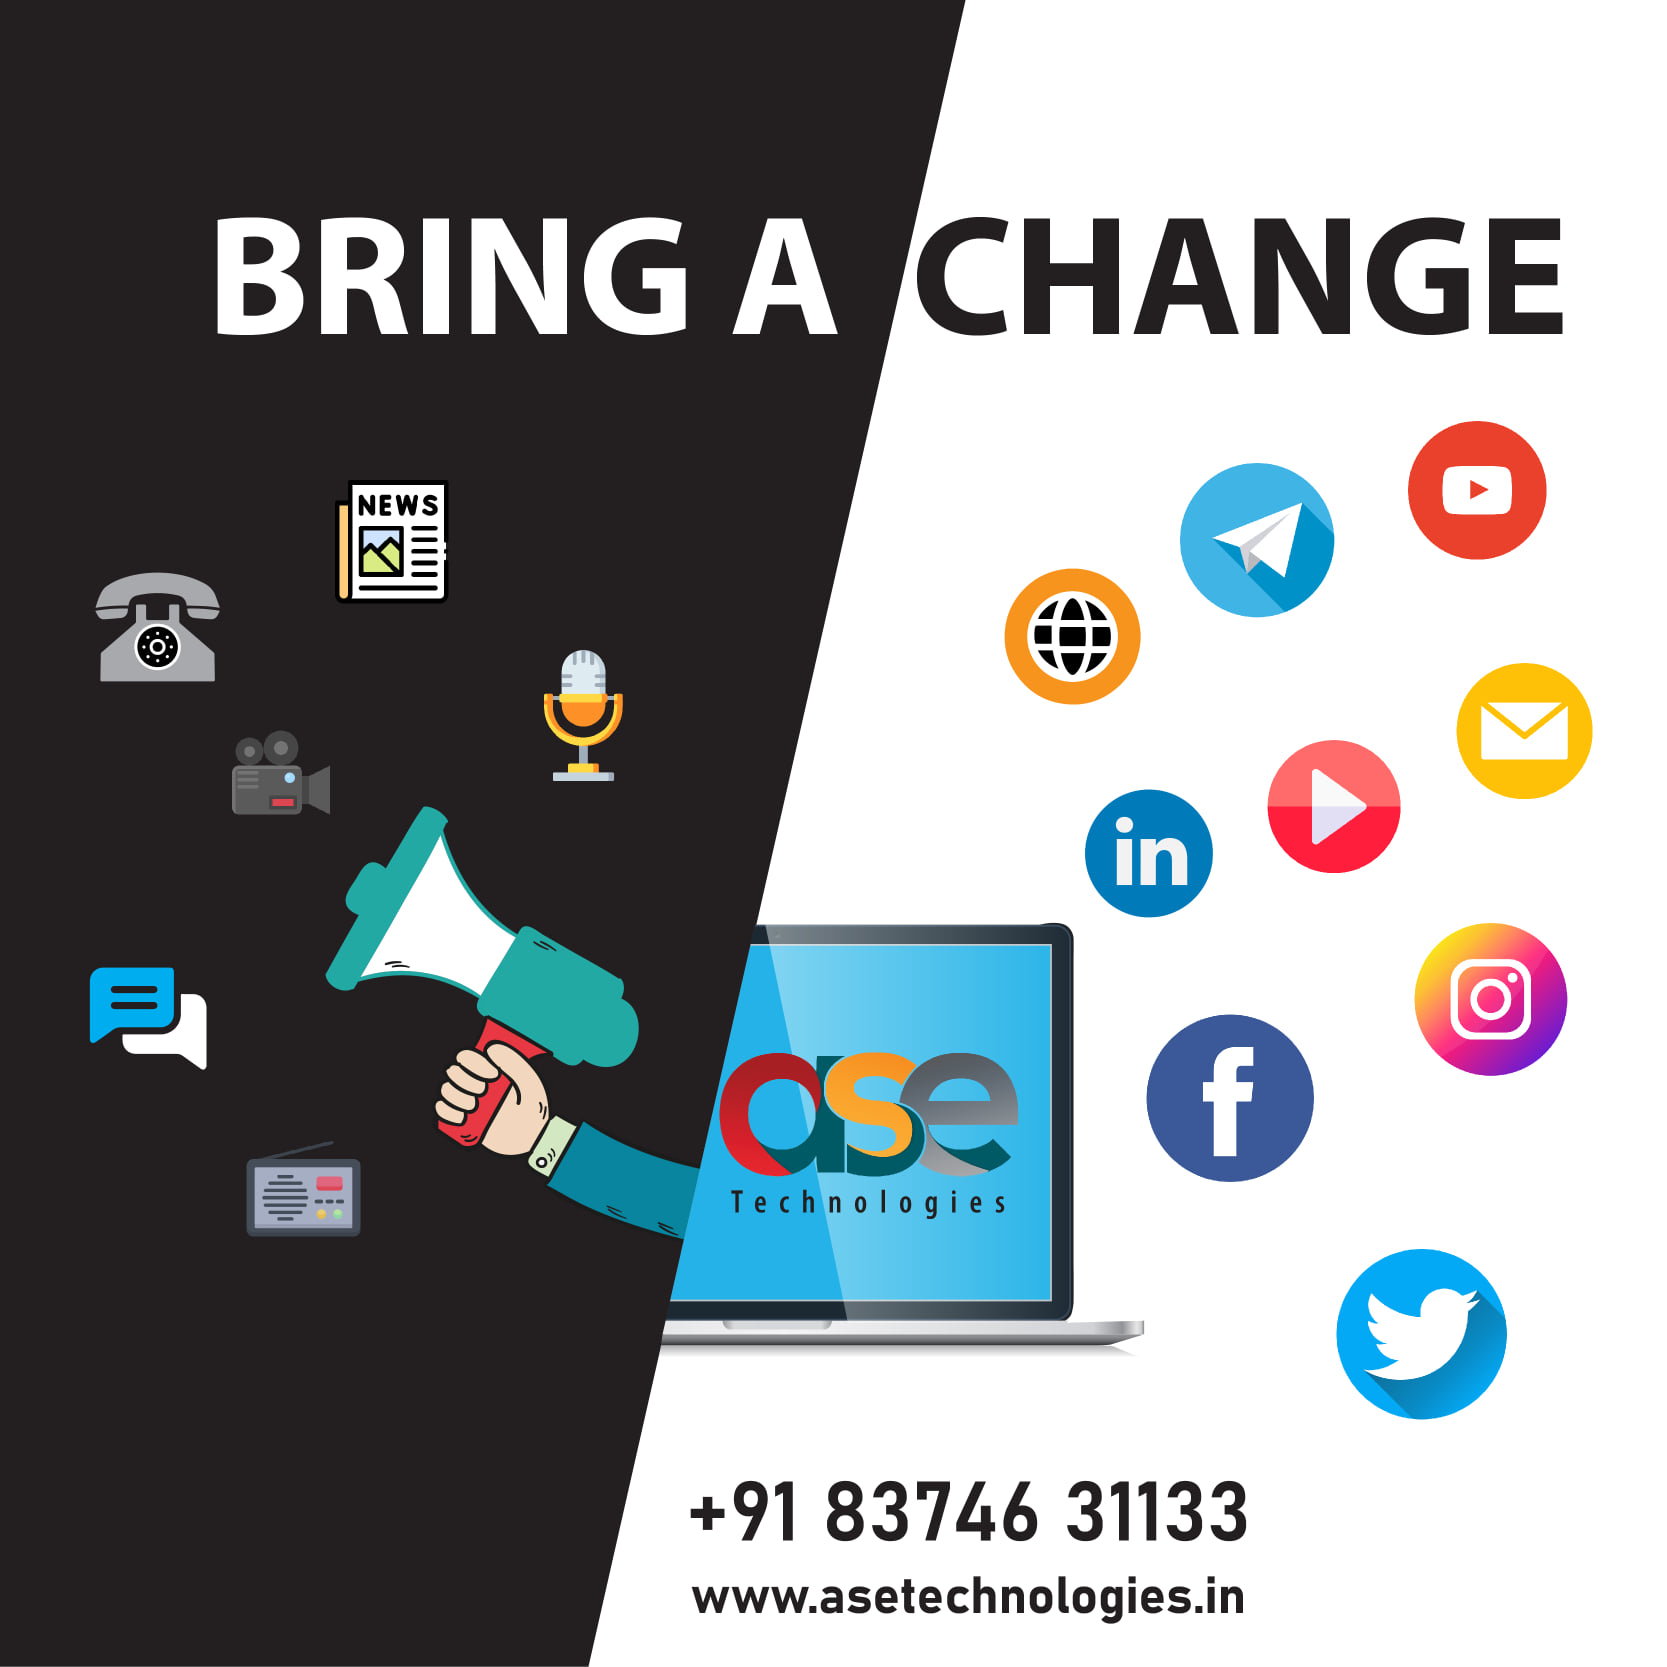 BRING A CHANGE
NEWS
in
f
ase
Technologies
+91 83746 31133
www.asetechnologies.in